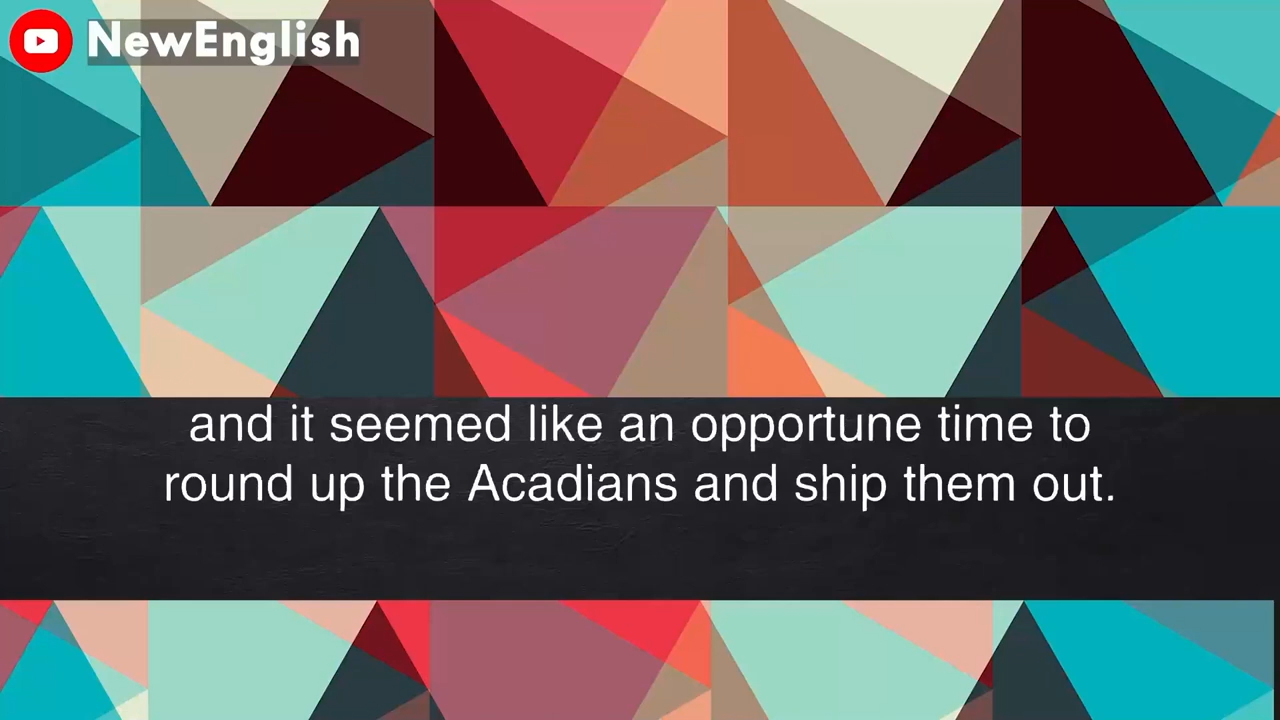 NewEnglish
and it seemed like an opportune time to
round up the Acadians and ship them out.